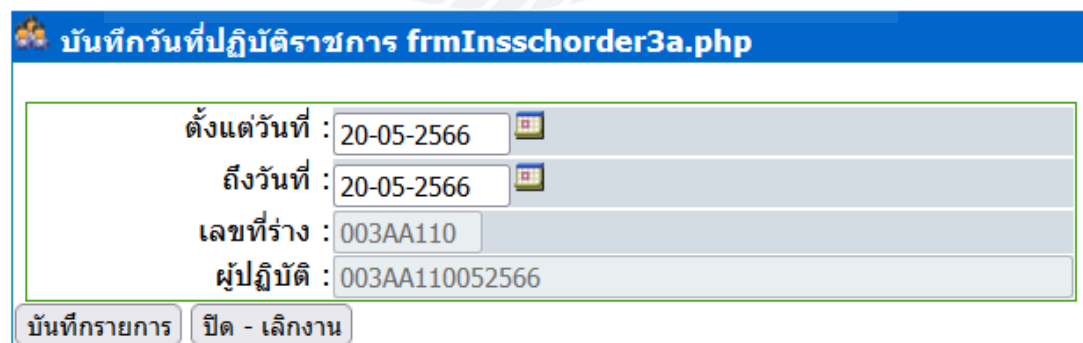 บันทึกวันที่ปฏิบัติราชการ frmInsschorder3a.php
ตั้งแต่วันที่ : 20-05-2566
ถึงวันที่ : 20-05-2566
เลขที่ร่าง : 003AA110
ผู้ปฏิบัติ : 003AA110052566
บันทึกรายการ ปิด - เลิกงาน